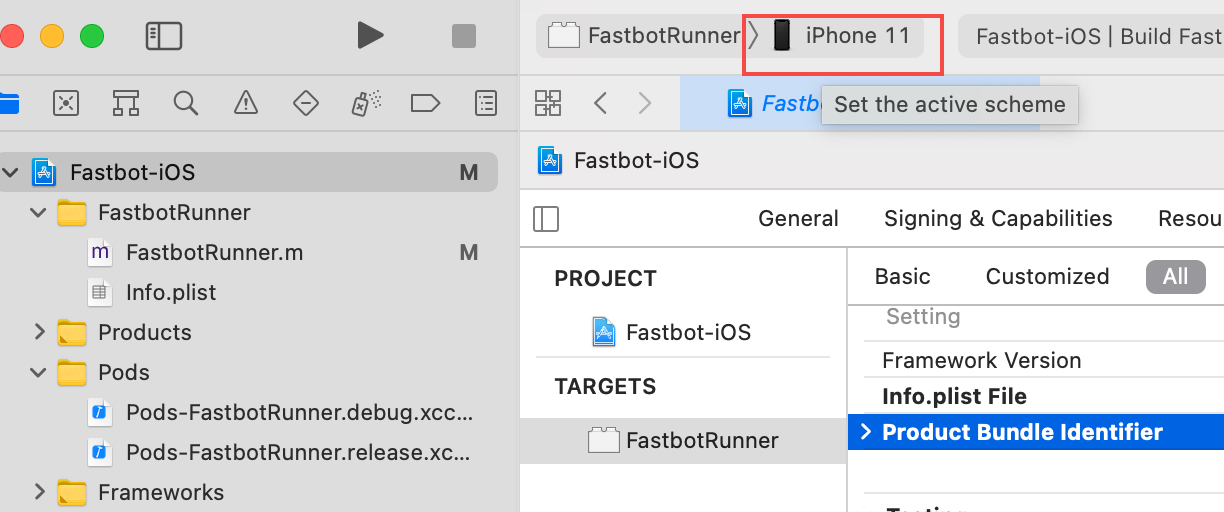 FastbotRunner
iPhone 11
Fastbot-iOS | Build Fast
Fastb
Set the active scheme
Fastbot-iOS M
FastbotRunner
m FastbotRunner.m M
Info.plist
Products
Pods
Pods-FastbotRunner.debug.xcc...
Pods-FastbotRunner.release.xc...
Frameworks
Fastbot-iOS
General Signing & Capabilities Resou
PROJECT
Fastbot-iOS
TARGETS
FastbotRunner
Basic Customized All
Setting
Framework Version
Info.plist File
Product Bundle Identifier